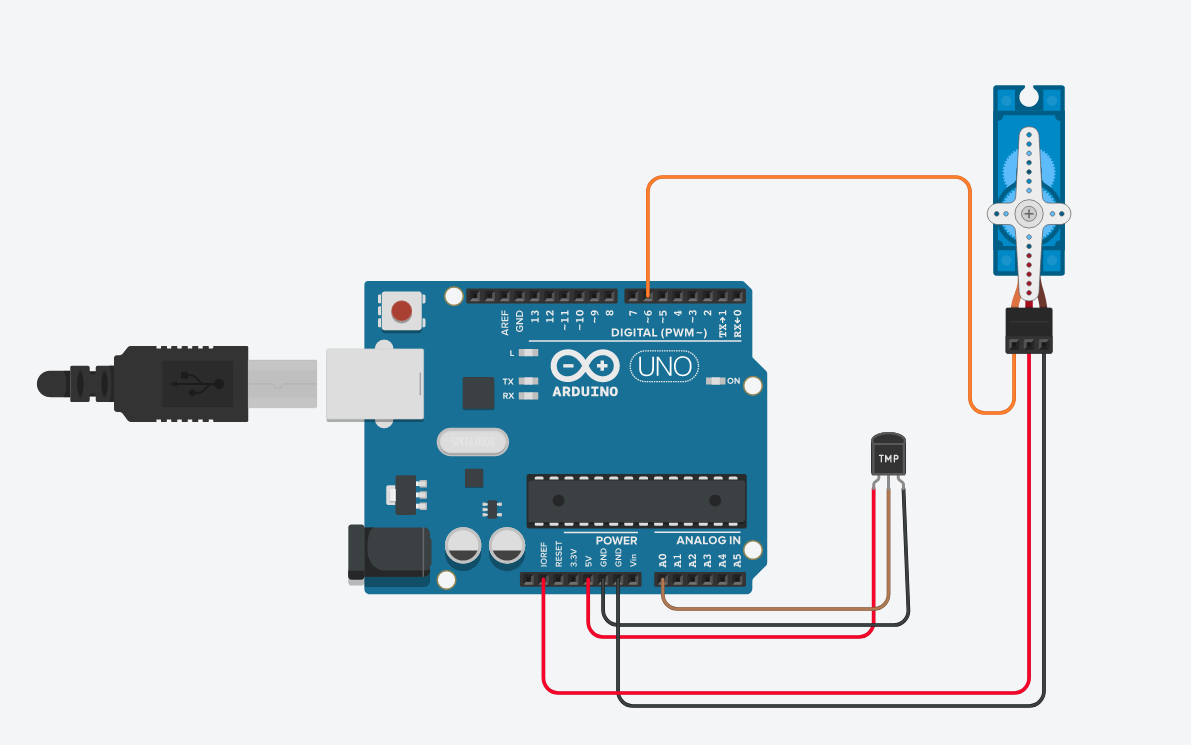 AREF
GND
13
12
~11
~10
~9
8
7
~6
~5
4
~3
2
TX→1
RX←0
DIGITAL (PWM~)
L
TX
RX
ARDUINO
UNO
ON
TMP
POWER
ANALOG IN
IOREF
RESET
3.3V
5V
GND
GND
Vin
A0
A1
A2
A3
A4
A5